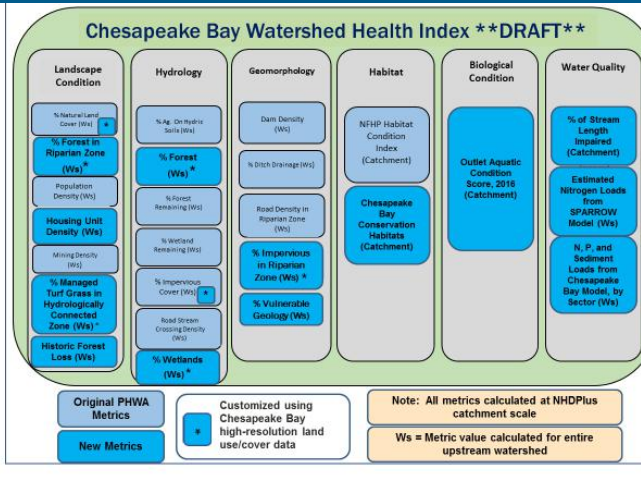 Chesapeake Bay Watershed Health Index **DRAFT**
Landscape
Condition
% Natural Land
Cover (Ws)
*
% Forest in
Riparian Zone
(Ws)*
Population
Density (Ws)
Housing Unit
Density (Ws)
Mining Density
(Ws)
% Managed
Turf Grass in
Hydrologically
Connected
Zone (Ws) ^
Historic Forest
Loss (Ws)
Hydrology
% Ag. On Hydric
Soils (Ws)
% Forest
(Ws) *
% Forest
Remaining (Ws)
% Wetland
Remaining (Ws)
% Impervious
Cover (Ws)
*
Road Stream
Crossing Density
(Ws)
% Wetlands
(Ws) *
Geomorphology
Dam Density
(Ws)
% Ditch Drainage (Ws)
Road Density in
Riparian Zone
(Ws)
% Impervious
in Riparian
Zone (Ws) *
% Vulnerable
Geology (Ws)
Habitat
NFHP Habitat
Condition
Index
(Catchment)
Chesapeake
Bay
Conservation
Habitats
(Catchment)
Biological
Condition
Outlet Aquatic
Condition
Score, 2016
(Catchment)
Water Quality
% of Stream
Length
Impaired
(Catchment)
Estimated
Nitrogen Loads
from
SPARROW
Model (Ws)
N, P, and
Sediment
Loads from
Chesapeake
Bay Model, by
Sector (Ws)
Original PHWA
Metrics
New Metrics
*
Customized using
Chesapeake Bay
high-resolution land
use/cover data
Note: All metrics calculated at NHDPlus
catchment scale
Ws = Metric value calculated for entire
upstream watershed